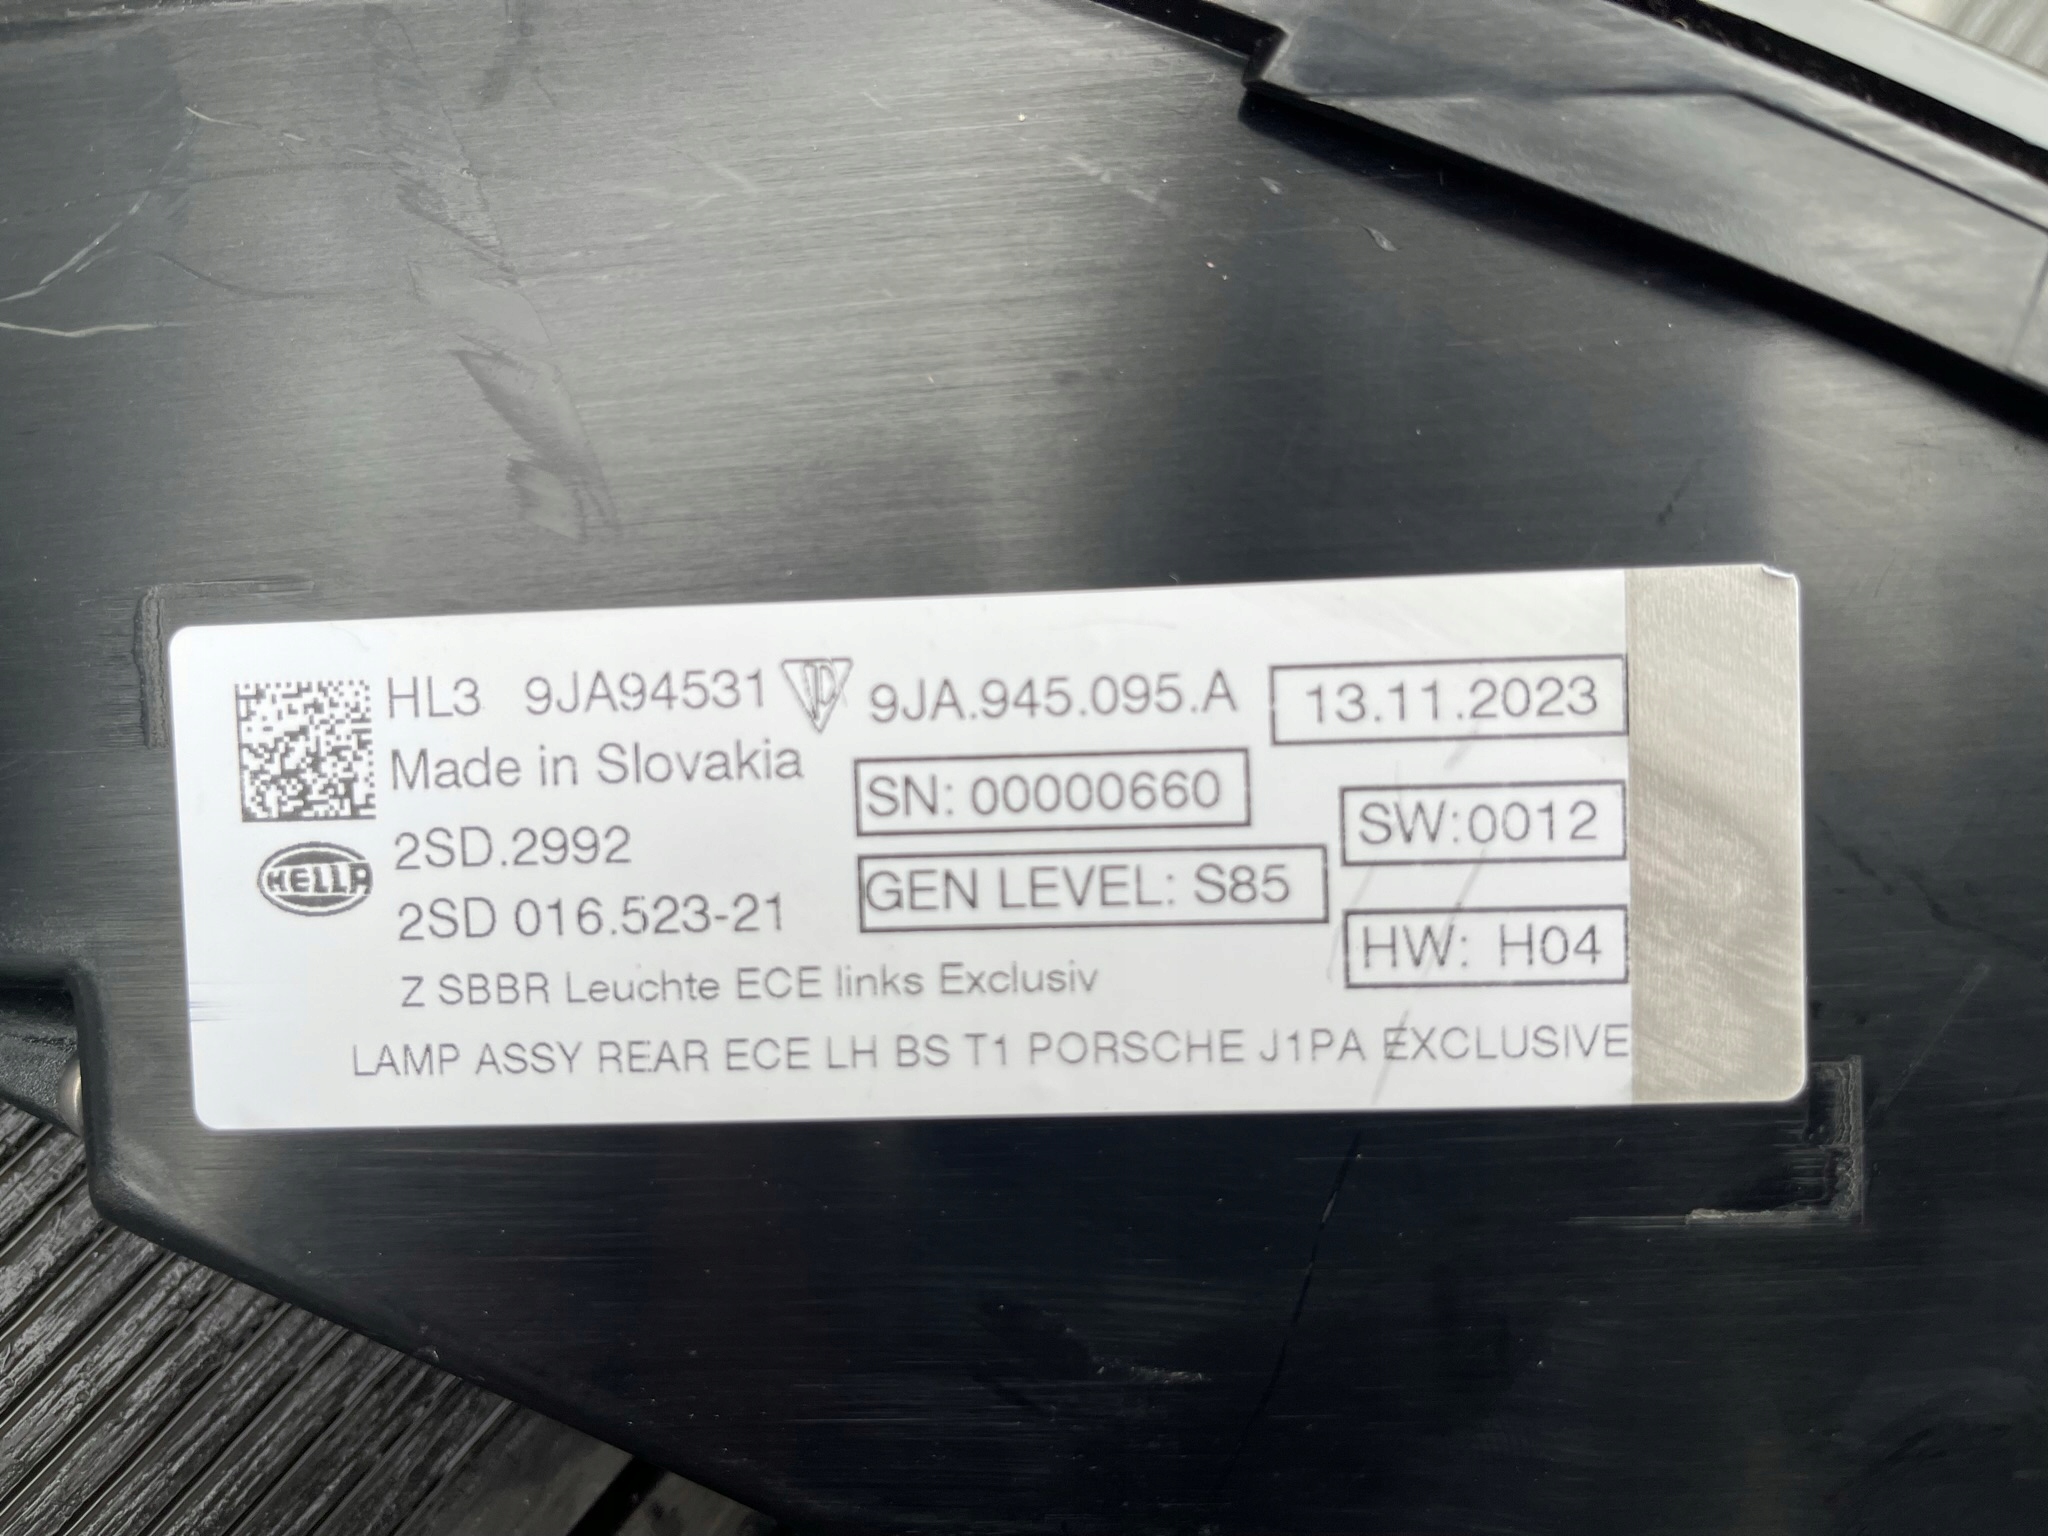 HL3 9JA94531 9JA.945.095.A 13.11.2023
Made in Slovakia
SN: 00000660
SW:0012
2SD.2992
HELLA
GEN LEVEL: S85
2SD 016.523-21
HW: H04
Z SBBR Leuchte ECE links Exclusiv
LAMP ASSY REAR ECE LH BS T1 PORSCHE J1PA EXCLUSIVE